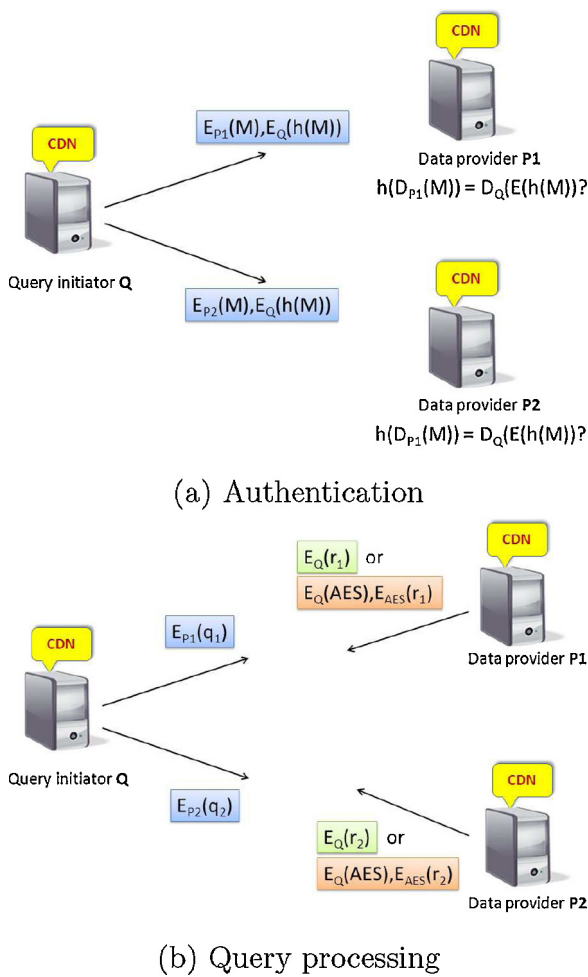 CDN
CDN
E_P1(M),E_Q(h(M))
Data provider P1
h(D_P1(M)) = D_Q(E(h(M))?
Query initiator Q
CDN
E_P2(M),E_Q(h(M))
Data provider P2
h(D_P1(M)) = D_Q(E(h(M))?
(a) Authentication
E_Q(r_1) or
E_Q(AES),E_AES(r_1)
CDN
E_P1(q_1)
CDN
Data provider P1
Query initiator Q
E_P2(q_2)
CDN
E_Q(r_2) or
E_Q(AES),E_AES(r_2)
Data provider P2
(b) Query processing